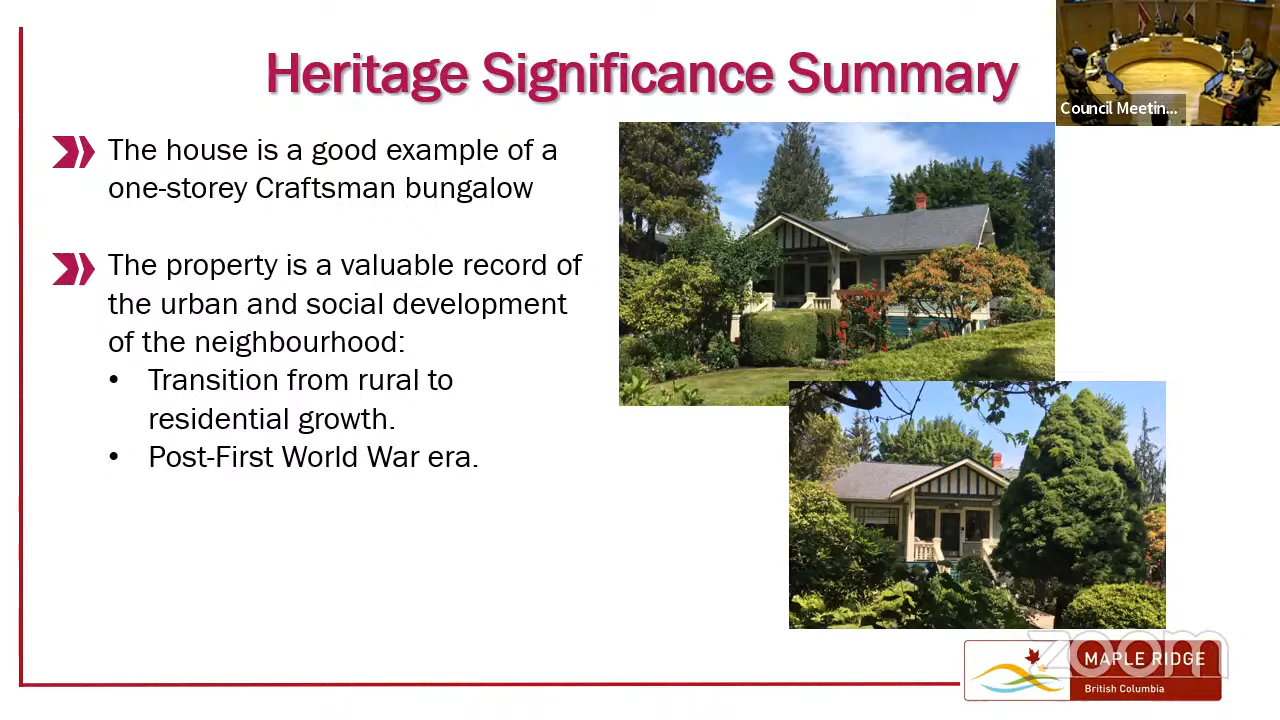 Heritage Significance Summary
Council Meetin...
The house is a good example of a
one-storey Craftsman bungalow
The property is a valuable record of
the urban and social development
of the neighbourhood:
• Transition from rural to
residential growth.
• Post-First World War era.
zoom
MAPLE RIDGE
British Columbia